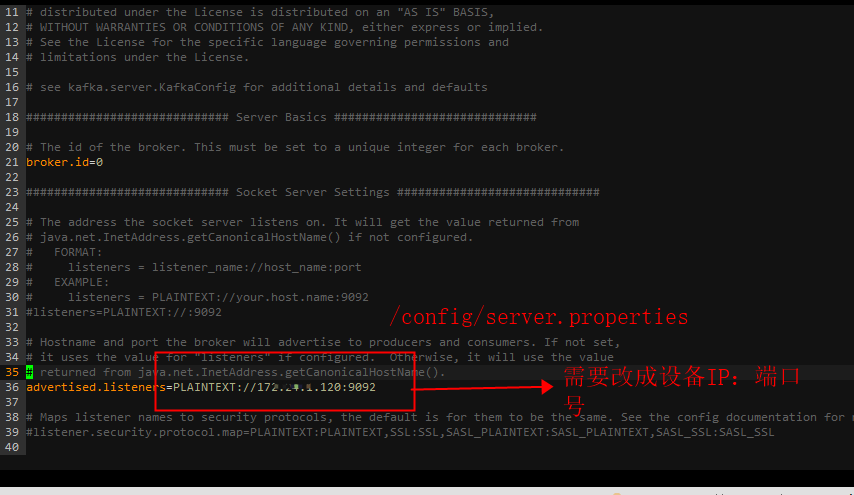 11 # distributed under the License is distributed on an "AS IS" BASIS,
12 # WITHOUT WARRANTIES OR CONDITIONS OF ANY KIND, either express or implied.
13 # See the License for the specific language governing permissions and
14 # limitations under the License.
15
16 # see kafka.server.KafkaConfig for additional details and defaults
17
18 ############################# Server Basics #############################
19
20 # The id of the broker. This must be set to a unique integer for each broker.
21 broker.id=0
22
23 ############################# Socket Server Settings #############################
24
25 # The address the socket server listens on. It will get the value returned from
26 # java.net.InetAddress.getCanonicalHostName() if not configured.
27 #   FORMAT:
28 #     listeners = listener_name://host_name:port
29 #   EXAMPLE:
30 #     listeners = PLAINTEXT://your.host.name:9092
31 #listeners=PLAINTEXT://:9092
/config/server.properties
32
33 # Hostname and port the broker will advertise to producers and consumers. If not set,
34 # it uses the value for "listeners" if configured.  Otherwise, it will use the value
35 # returned from java.net.InetAddress.getCanonicalHostName().
36 advertised.listeners=PLAINTEXT://172. .120:9092
需要改成设备IP：端口
号
37
38 # Maps listener names to security protocols, the default is for them to be the same. See the config documentation for
39 #listener.security.protocol.map=PLAINTEXT:PLAINTEXT,SSL:SSL,SASL_PLAINTEXT:SASL_PLAINTEXT,SASL_SSL:SASL_SSL
40